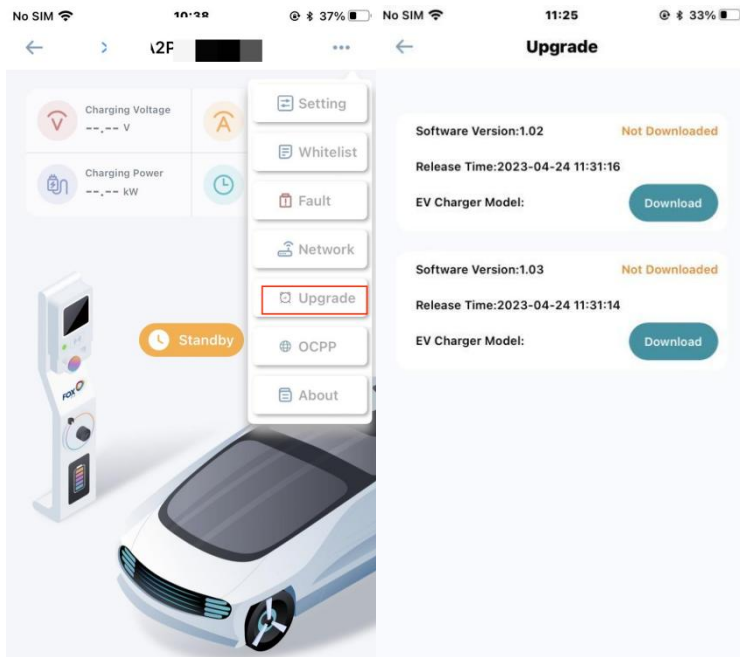 No SIM
10:38
37%
Charging Voltage
--.-- V
Charging Power
--.-- kW
Setting
Whitelist
Fault
Network
Upgrade
OCPP
About
Standby
FOX
No SIM
11:25
33%
Upgrade
Software Version:1.02
Not Downloaded
Release Time:2023-04-24 11:31:16
EV Charger Model:
Download
Software Version:1.03
Not Downloaded
Release Time:2023-04-24 11:31:14
EV Charger Model:
Download